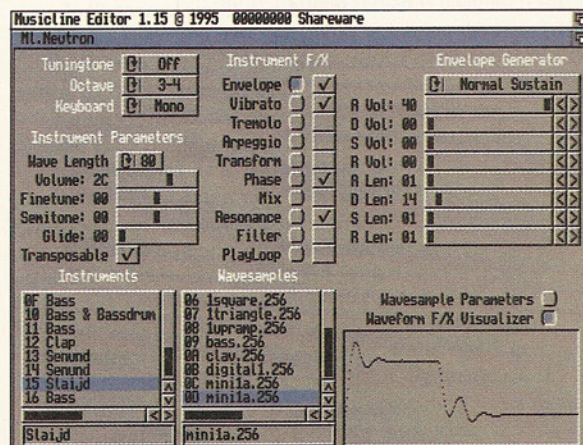 Musicline Editor 1.15 @ 1995 00000000 Shareware
Ml.Neutron
Tuningtone Off
Octave 3-4
Keyboard Mono
Instrument Parameters
Wave Length 80
Volume: 2C
Finetune: 00
Semitone: 00
Glide: 00
Transposable
Instrument F/X
Envelope
Vibrato
Tremolo
Arpeggio
Transform
Phase
Mix
Resonance
Filter
PlayLoop
Envelope Generator
Normal Sustain
A Vol: 40
D Vol: 00
S Vol: 00
R Vol: 00
A Len: 01
D Len: 14
S Len: 01
R Len: 01
Instruments
0F Bass
10 Bass & Bassdrum
11 Bass
12 Clap
13 Senund
14 Senund
15 Slai.jd
16 Bass
Slai.jd
Wavesamples
06 1square.256
07 1triangle.256
08 1upramp.256
09 bass.256
0A clav.256
0B digital1.256
0C mini1a.256
0D mini1a.256
mini1a.256
Wavesample Parameters
Waveform F/X Visualizer